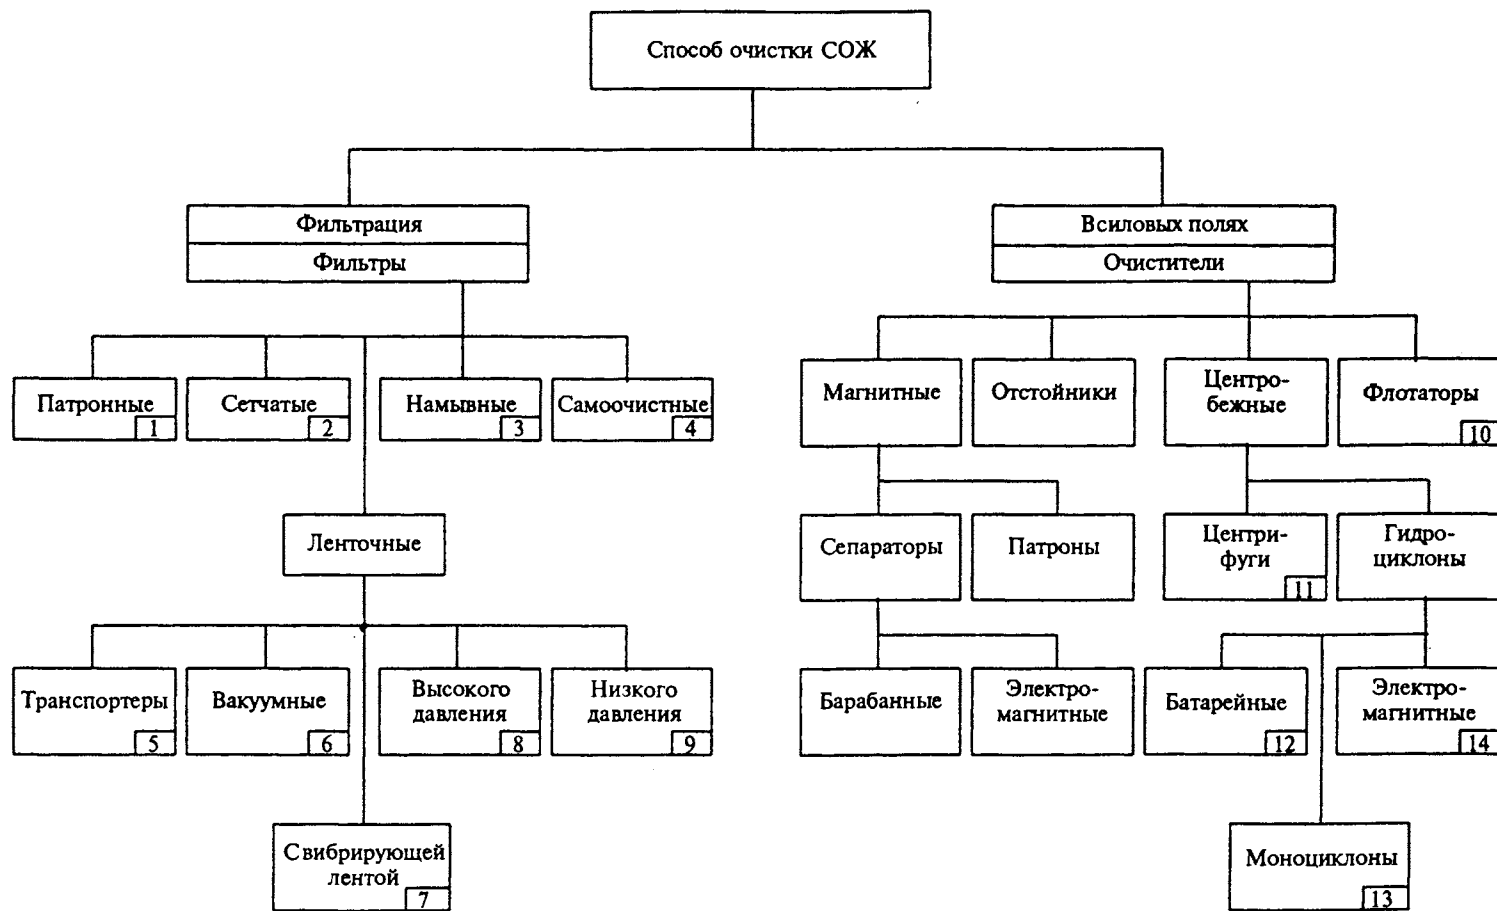 Способ очистки СОЖ
Фильтрация
Фильтры
Всиловых полях
Очистители
Патронные
1
Сетчатые
2
Намывные
3
Самоочистные
4
Магнитные
Отстойники
Центро-
бежные
Флотаторы
10
Ленточные
Сепараторы
Патроны
Центри-
фуги
11
Гидро-
циклоны
Транспортеры
5
Вакуумные
6
Высокого
давления
8
Низкого
давления
9
Барабанные
Электро-
магнитные
Батарейные
12
Электро-
магнитные
14
Свибрирующей
лентой
7
Моноциклоны
13